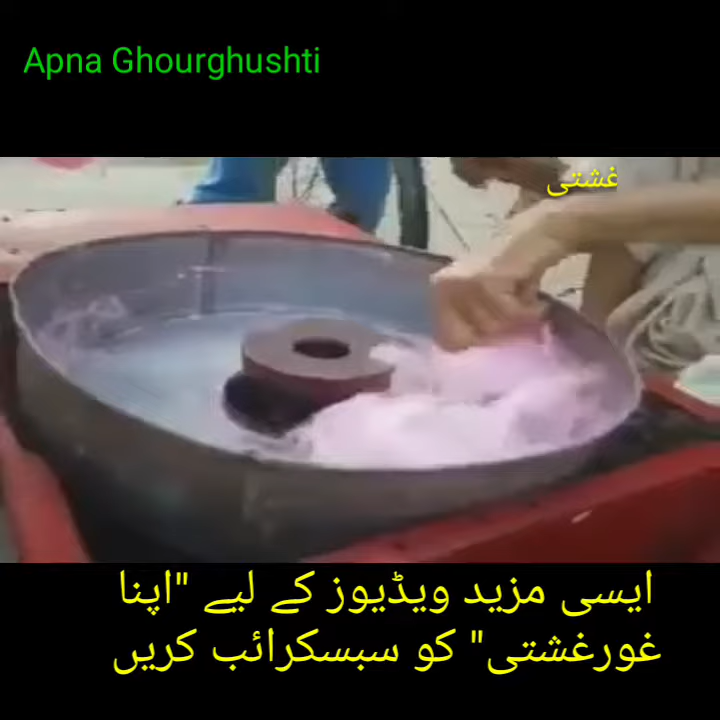 Apna Ghourghushti
غشتی
ایسی مزید ویڈیوز کے لیے "اپنا
غورغشتی" کو سبسکرائب کریں